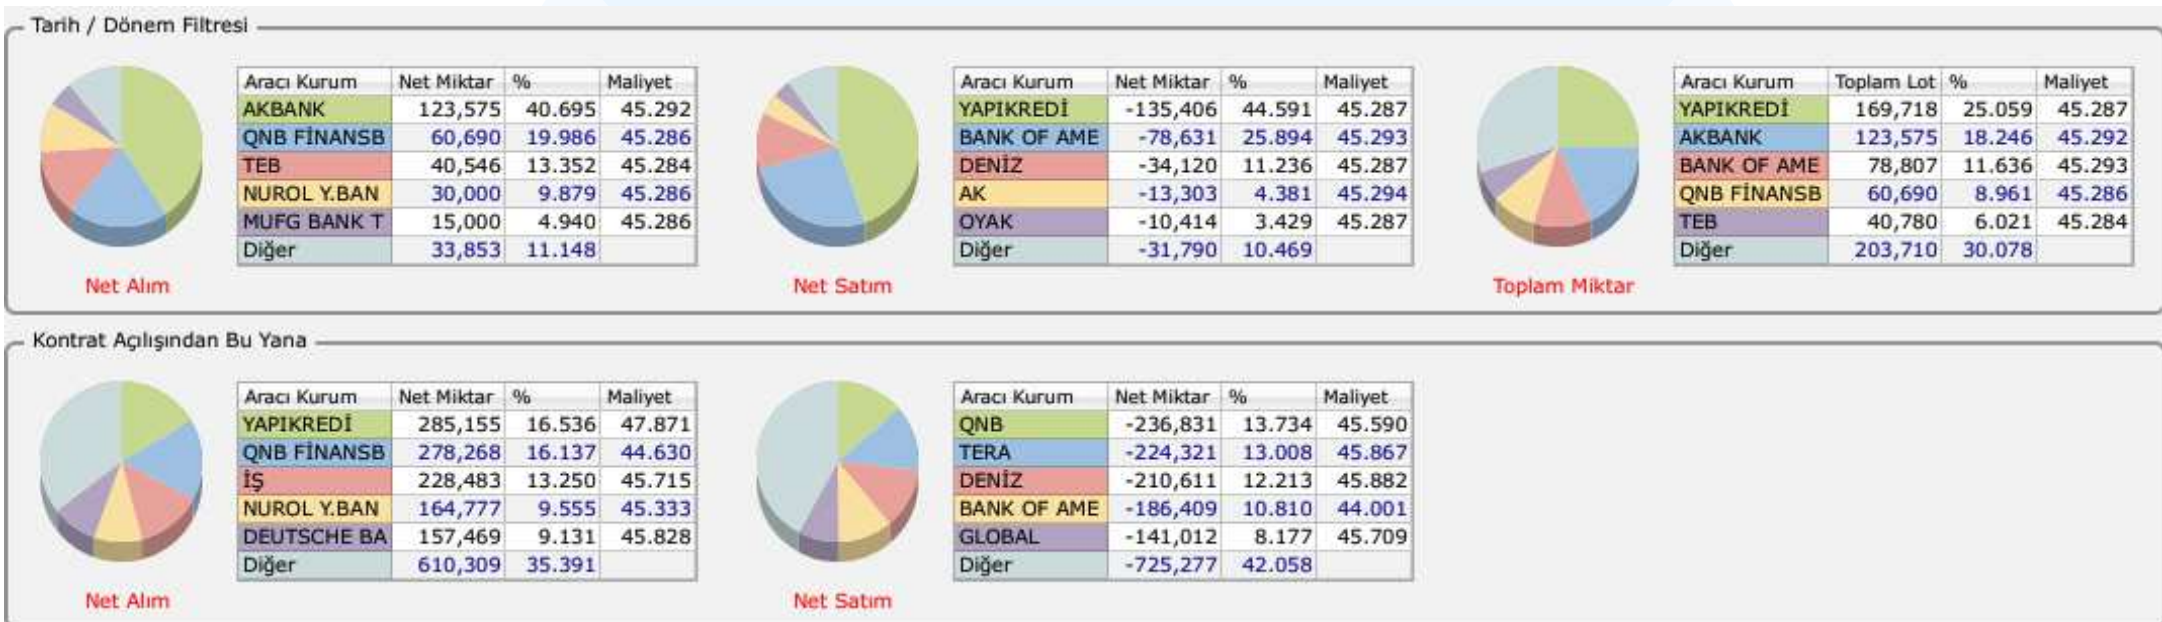 Tarih / Dönem Filtresi
Aracı Kurum Net Miktar % Maliyet
AKBANK 123,575 40.695 45.292
QNB FİNANSB 60,690 19.986 45.286
TEB 40,546 13.352 45.284
NUROL Y.BAN 30,000 9.879 45.286
MUFG BANK T 15,000 4.940 45.286
Diğer 33,853 11.148
Net Alım
Aracı Kurum Net Miktar % Maliyet
YAPIKREDİ -135,406 44.591 45.287
BANK OF AME -78,631 25.894 45.293
DENİZ -34,120 11.236 45.287
AK -13,303 4.381 45.294
OYAK -10,414 3.429 45.287
Diğer -31,790 10.469
Net Satım
Aracı Kurum Toplam Lot % Maliyet
YAPIKREDİ 169,718 25.059 45.287
AKBANK 123,575 18.246 45.292
BANK OF AME 78,807 11.636 45.293
QNB FİNANSB 60,690 8.961 45.286
TEB 40,780 6.021 45.284
Diğer 203,710 30.078
Toplam Miktar
Kontrat Açılışından Bu Yana
Aracı Kurum Net Miktar % Maliyet
YAPIKREDİ 285,155 16.536 47.871
QNB FİNANSB 278,268 16.137 44.630
İŞ 228,483 13.250 45.715
NUROL Y.BAN 164,777 9.555 45.333
DEUTSCHE BA 157,469 9.131 45.828
Diğer 610,309 35.391
Net Alım
Aracı Kurum Net Miktar % Maliyet
QNB -236,831 13.734 45.590
TERA -224,321 13.008 45.867
DENİZ -210,611 12.213 45.882
BANK OF AME -186,409 10.810 44.001
GLOBAL -141,012 8.177 45.709
Diğer -725,277 42.058
Net Satım